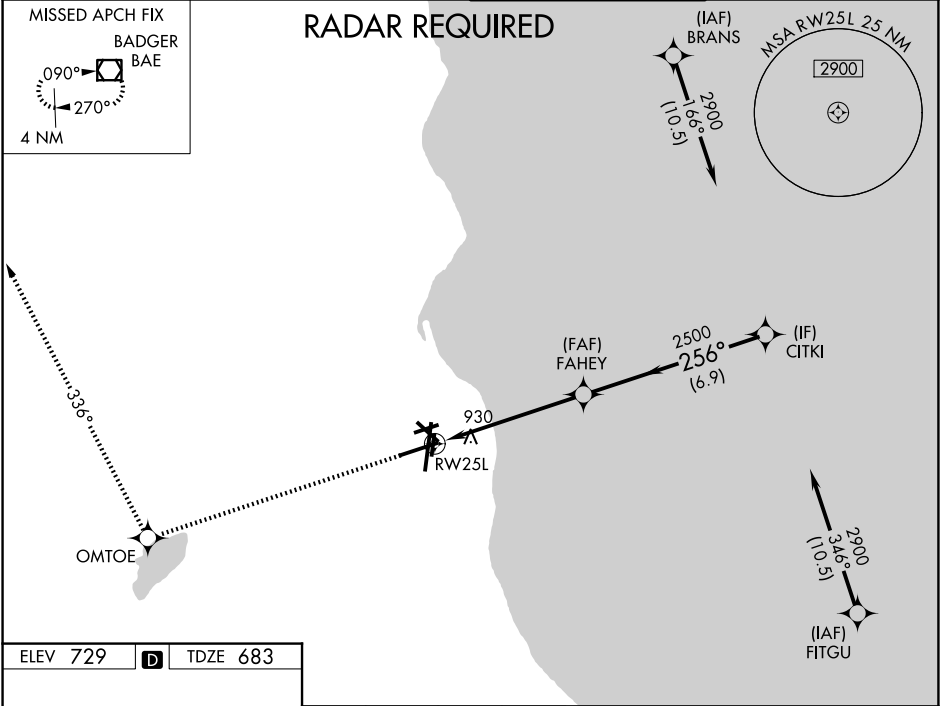 MISSED APCH FIX
BADGER
BAE
090°
270°
4 NM
RADAR REQUIRED
(IAF)
BRANS
2900
166°
(10.5)
MSA RW25L 25 NM
2900
(FAF)
FAHEY
2500
256°
(6.9)
(IF)
CITKI
336°
930
RW25L
OMTOE
2900
346°
(10.5)
(IAF)
FITGU
ELEV 729 D TDZE 683